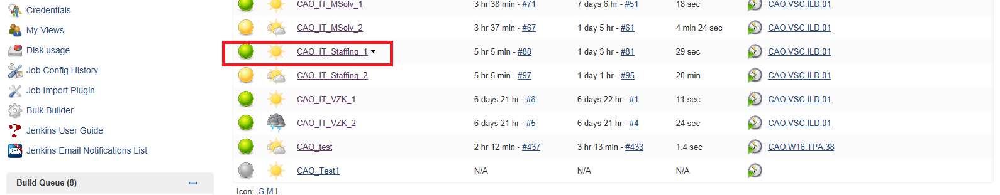 Credentials
My Views
Disk usage
Job Config History
Job Import Plugin
Bulk Builder
Jenkins User Guide
Jenkins Email Notifications List
Build Queue (8)
CAO_IT_MSolv_1 3 hr 38 min - #71 7 days 6 hr - #51 18 sec CAO.VSC.ILD.01
CAO_IT_MSolv_2 3 hr 37 min - #67 1 day 5 hr - #61 4 min 24 sec CAO.VSC.ILD.01
CAO_IT_Staffing_1 5 hr 5 min - #88 1 day 3 hr - #81 29 sec CAO.VSC.ILD.01
CAO_IT_Staffing_2 5 hr 5 min - #97 1 day 1 hr - #95 20 min CAO.VSC.ILD.01
CAO_IT_VZK_1 6 days 21 hr - #8 6 days 22 hr - #1 11 sec CAO.VSC.ILD.01
CAO_IT_VZK_2 6 days 21 hr - #5 6 days 21 hr - #4 24 sec CAO.VSC.ILD.01
CAO_test 2 hr 12 min - #437 3 hr 13 min - #433 1.4 sec CAO.W16.TPA.38
CAO_Test1 N/A N/A N/A
Icon: S M L